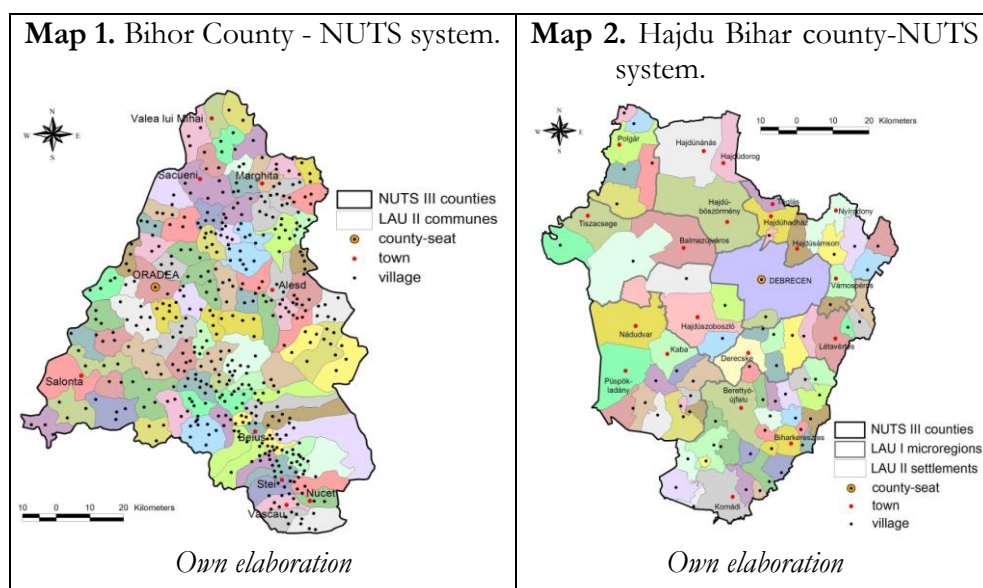 Map 1. Bihor County - NUTS system.
N
W E
S
Valea lui Mihai
Sacueni
Marghita
NUTS III counties
LAU II communes
county-seat
town
village
ORADEA
Alesd
Salonta
Beius
Stei
Nucet
Vascau
10 0 10 20 Kilometers
Own elaboration
Map 2. Hajdu Bihar county-NUTS
system.
N
W E
S
10 0 10 20
Kilometers
Polgár
Hajdúnánás
Hajdúdorog
Téglás
Hajdú-
böszörmény
Hajdúhadház
Nyíradony
Tiszacsege
Balmazújváros
Hajdúsámson
DEBRECEN
Vámospércs
Nádudvar
Hajdúszoboszló
Kaba
Derecske
Létavértes
Püspök-
ladány
Berettyó-
újfalu
Biharkeresztes
Komádi
NUTS III counties
LAU I microregions
LAU II settlements
county-seat
town
village
Own elaboration